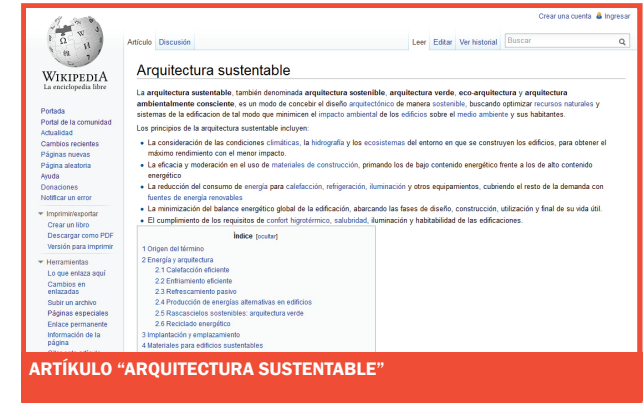 Crear una cuenta Ingresar
Artículo Discusión Leer Editar Ver historial Buscar
WIKIPEDIA
La enciclopedia libre
Portada
Portal de la comunidad
Actualidad
Cambios recientes
Páginas nuevas
Página aleatoria
Ayuda
Donaciones
Notificar un error
Imprimir/exportar
Crear un libro
Descargar como PDF
Versión para imprimir
Herramientas
Lo que enlaza aquí
Cambios en
enlazadas
Subir un archivo
Páginas especiales
Enlace permanente
Información de la
página
Arquitectura sustentable
La arquitectura sustentable, también denominada arquitectura sostenible, arquitectura verde, eco-arquitectura y arquitectura
ambientalmente consciente, es un modo de concebir el diseño arquitectónico de manera sostenible, buscando optimizar recursos naturales y
sistemas de la edificacion de tal modo que minimicen el impacto ambiental de los edificios sobre el medio ambiente y sus habitantes.
Los principios de la arquitectura sustentable incluyen:
• La consideración de las condiciones climáticas, la hidrografía y los ecosistemas del entorno en que se construyen los edificios, para obtener el
máximo rendimiento con el menor impacto.
• La eficacia y moderación en el uso de materiales de construcción, primando los de bajo contenido energético frente a los de alto contenido
energético
• La reducción del consumo de energía para calefacción, refrigeración, iluminación y otros equipamientos, cubriendo el resto de la demanda con
fuentes de energía renovables
• La minimización del balance energético global de la edificación, abarcando las fases de diseño, construcción, utilización y final de su vida útil.
• El cumplimiento de los requisitos de confort higrotérmico, salubridad, iluminación y habitabilidad de las edificaciones.
Índice [ocultar]
1 Origen del término
2 Energía y arquitectura
2.1 Calefacción eficiente
2.2 Enfriamiento eficiente
2.3 Refrescamiento pasivo
2.4 Producción de energías alternativas en edificios
2.5 Rascacielos sostenibles: arquitectura verde
2.6 Reciclado energético
3 Implantación y emplazamiento
4 Materiales para edificios sustentables
ARTÍKULO “ARQUITECTURA SUSTENTABLE”